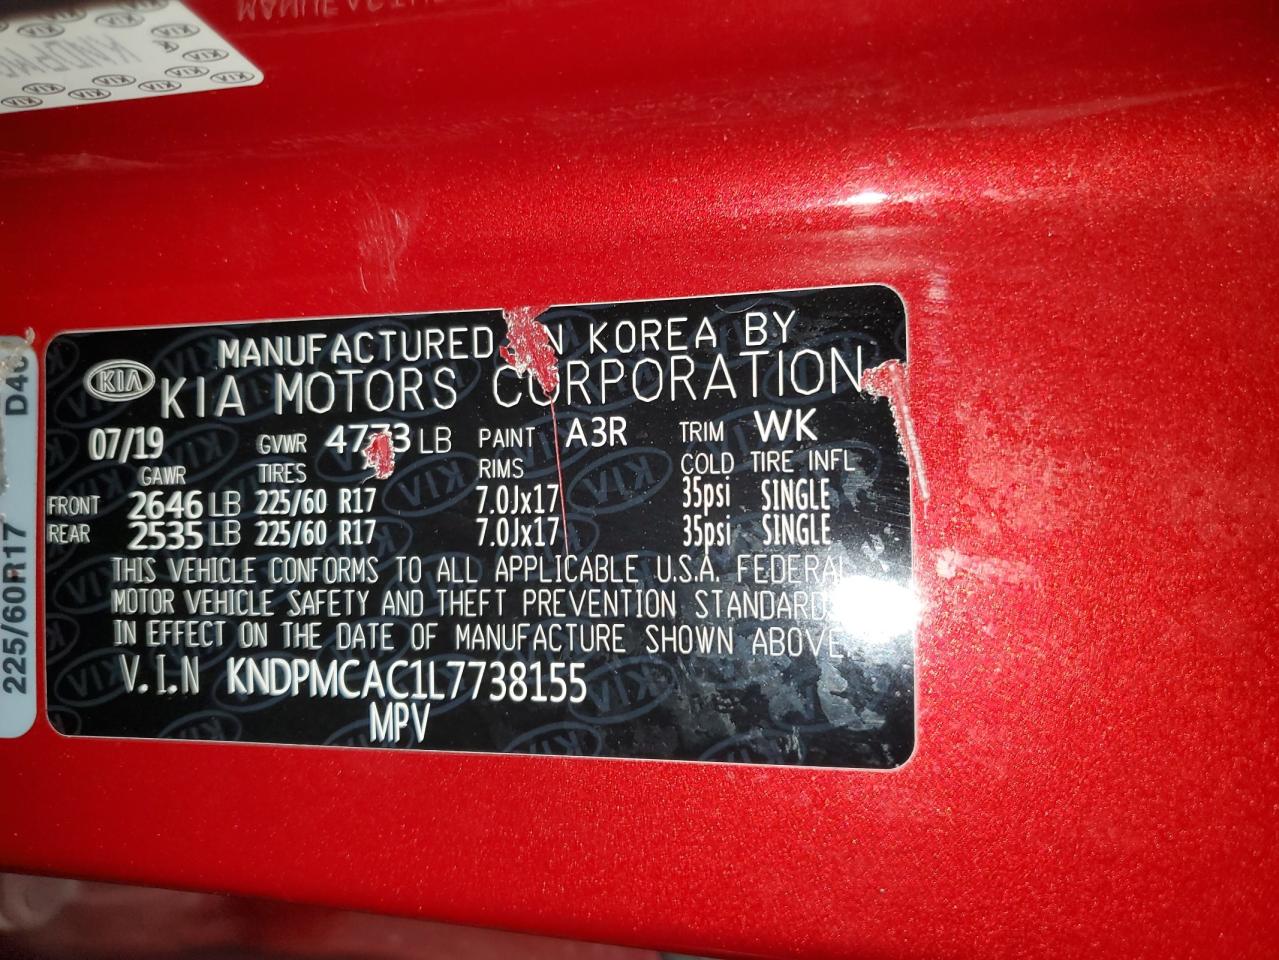 KIA
MANUFACTURED IN KOREA BY
KIA MOTORS CORPORATION
07/19 GVWR 4773 LB PAINT A3R TRIM WK
GAWR TIRES RIMS COLD TIRE INFL
FRONT 2646 LB 225/60 R17 7.0Jx17 35psi SINGLE
REAR 2535 LB 225/60 R17 7.0Jx17 35psi SINGLE
THIS VEHICLE CONFORMS TO ALL APPLICABLE U.S.A. FEDERAL
MOTOR VEHICLE SAFETY AND THEFT PREVENTION STANDARDS
IN EFFECT ON THE DATE OF MANUFACTURE SHOWN ABOVE.
V.I.N KNDPMCAC1L7738155
MPV
225/60R17